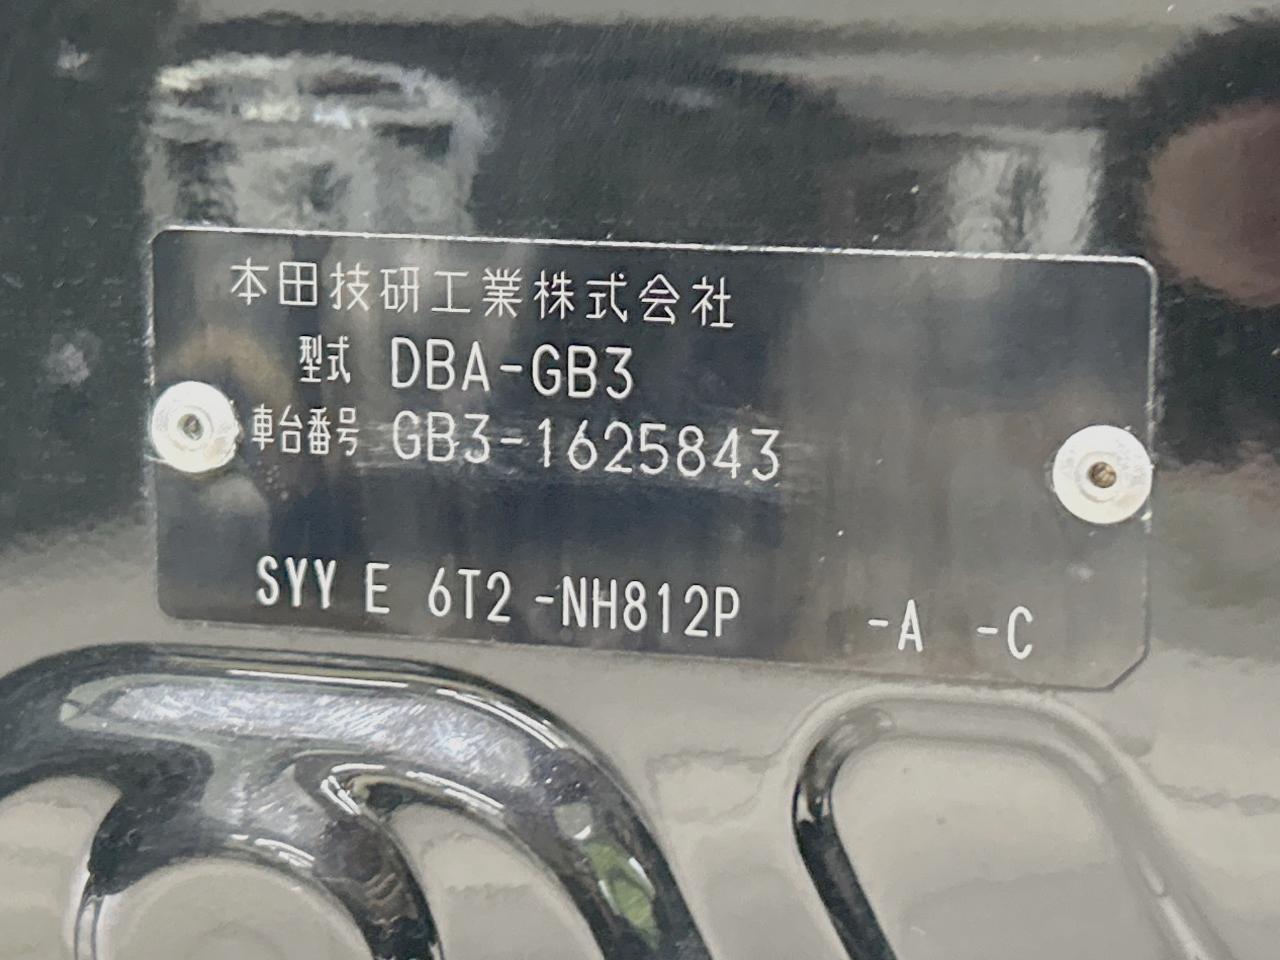 本田技研工業株式会社
型式 DBA-GB3
車台番号 GB3-1625843
SYY E 6T2 -NH812P -A -C